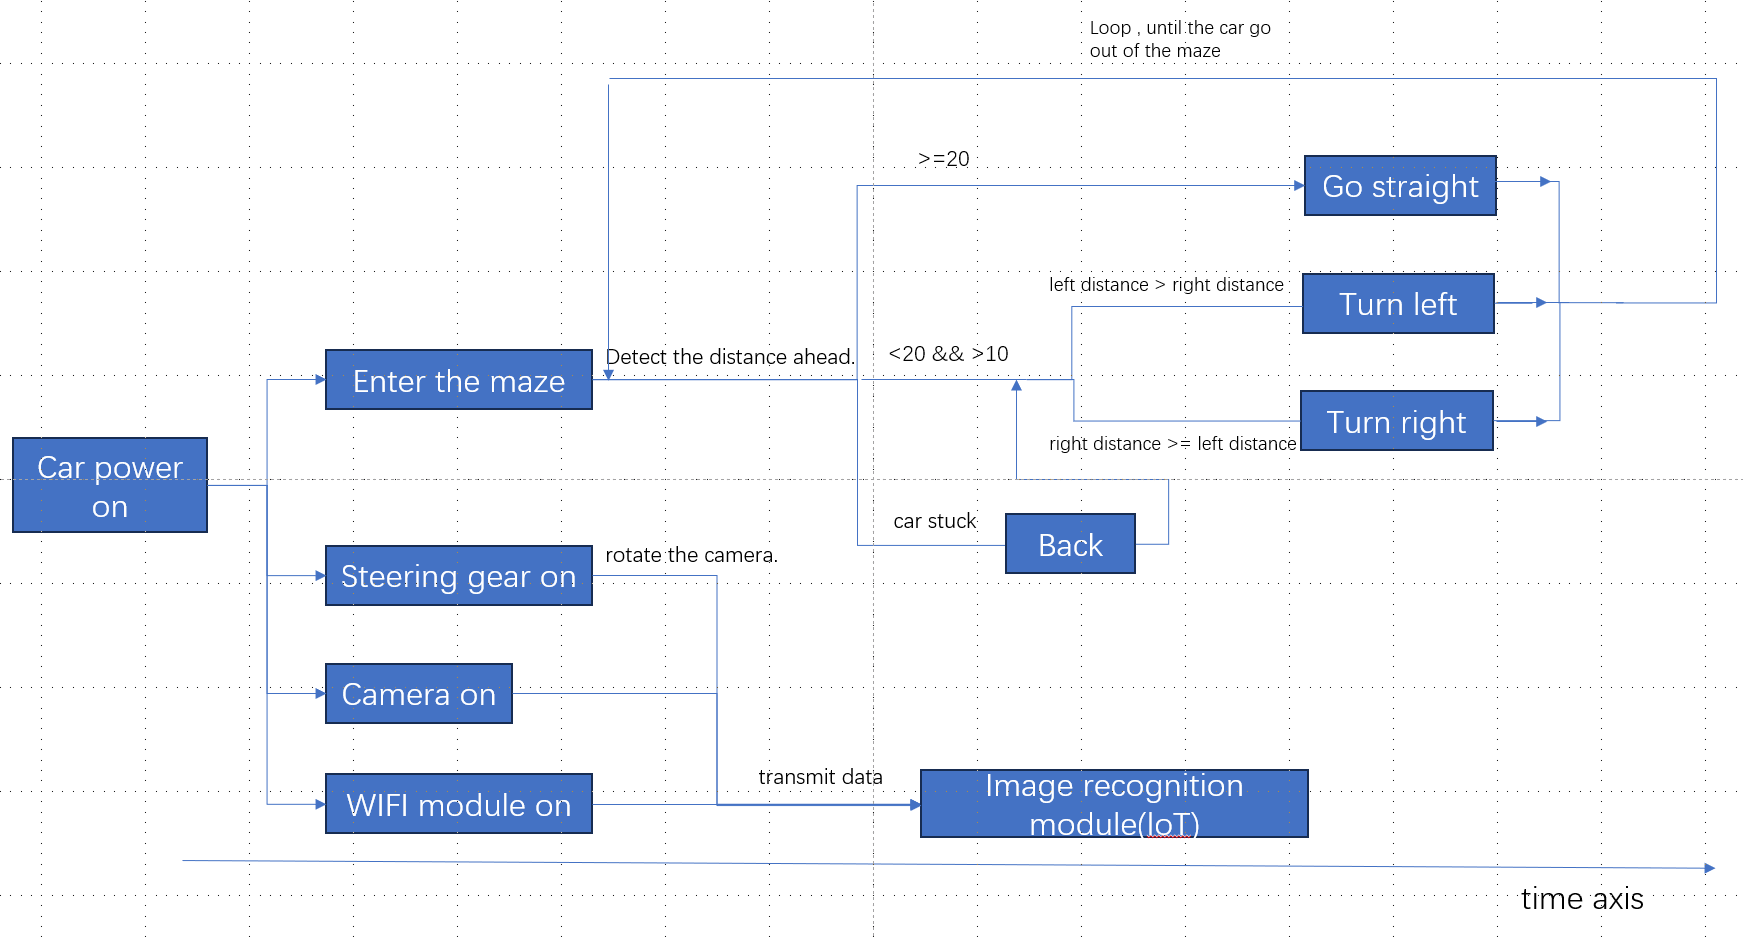 Loop , until the car go
out of the maze
>=20
Go straight
left distance > right distance
Turn left
Detect the distance ahead.
<20 && >10
Enter the maze
Turn right
right distance >= left distance
Car power
on
car stuck
Back
rotate the camera.
Steering gear on
Camera on
transmit data
WIFI module on
Image recognition
module(IoT)
time axis